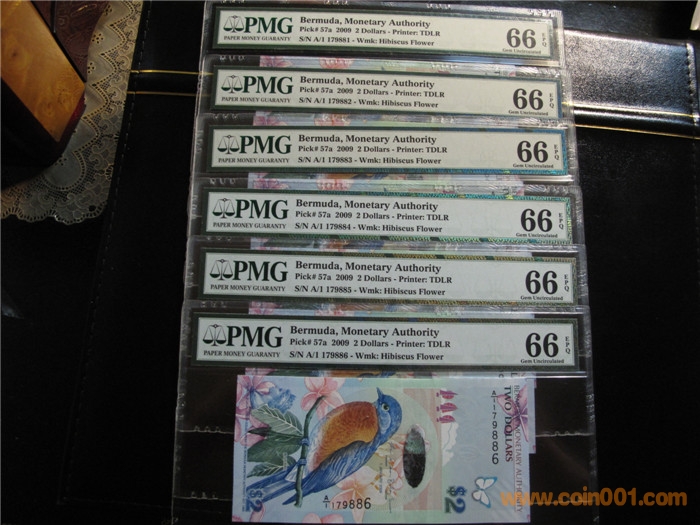 PMG
PAPER MONEY GUARANTY
Bermuda, Monetary Authority
Pick# 57a 2009 2 Dollars - Printer: TDLR
S/N A/1 179881 - Wmk: Hibiscus Flower
66 EPQ
Gem Uncirculated
PMG
PAPER MONEY GUARANTY
Bermuda, Monetary Authority
Pick# 57a 2009 2 Dollars - Printer: TDLR
S/N A/1 179882 - Wmk: Hibiscus Flower
66 EPQ
Gem Uncirculated
PMG
PAPER MONEY GUARANTY
Bermuda, Monetary Authority
Pick# 57a 2009 2 Dollars - Printer: TDLR
S/N A/1 179883 - Wmk: Hibiscus Flower
66 EPQ
Gem Uncirculated
PMG
PAPER MONEY GUARANTY
Bermuda, Monetary Authority
Pick# 57a 2009 2 Dollars - Printer: TDLR
S/N A/1 179884 - Wmk: Hibiscus Flower
66 EPQ
Gem Uncirculated
PMG
PAPER MONEY GUARANTY
Bermuda, Monetary Authority
Pick# 57a 2009 2 Dollars - Printer: TDLR
S/N A/1 179885 - Wmk: Hibiscus Flower
66 EPQ
Gem Uncirculated
PMG
PAPER MONEY GUARANTY
Bermuda, Monetary Authority
Pick# 57a 2009 2 Dollars - Printer: TDLR
S/N A/1 179886 - Wmk: Hibiscus Flower
66 EPQ
Gem Uncirculated
MONETARY AUTHORITY
TWO DOLLARS
A/1 179886
A/1 179886
$2
$2
www.coin001.com